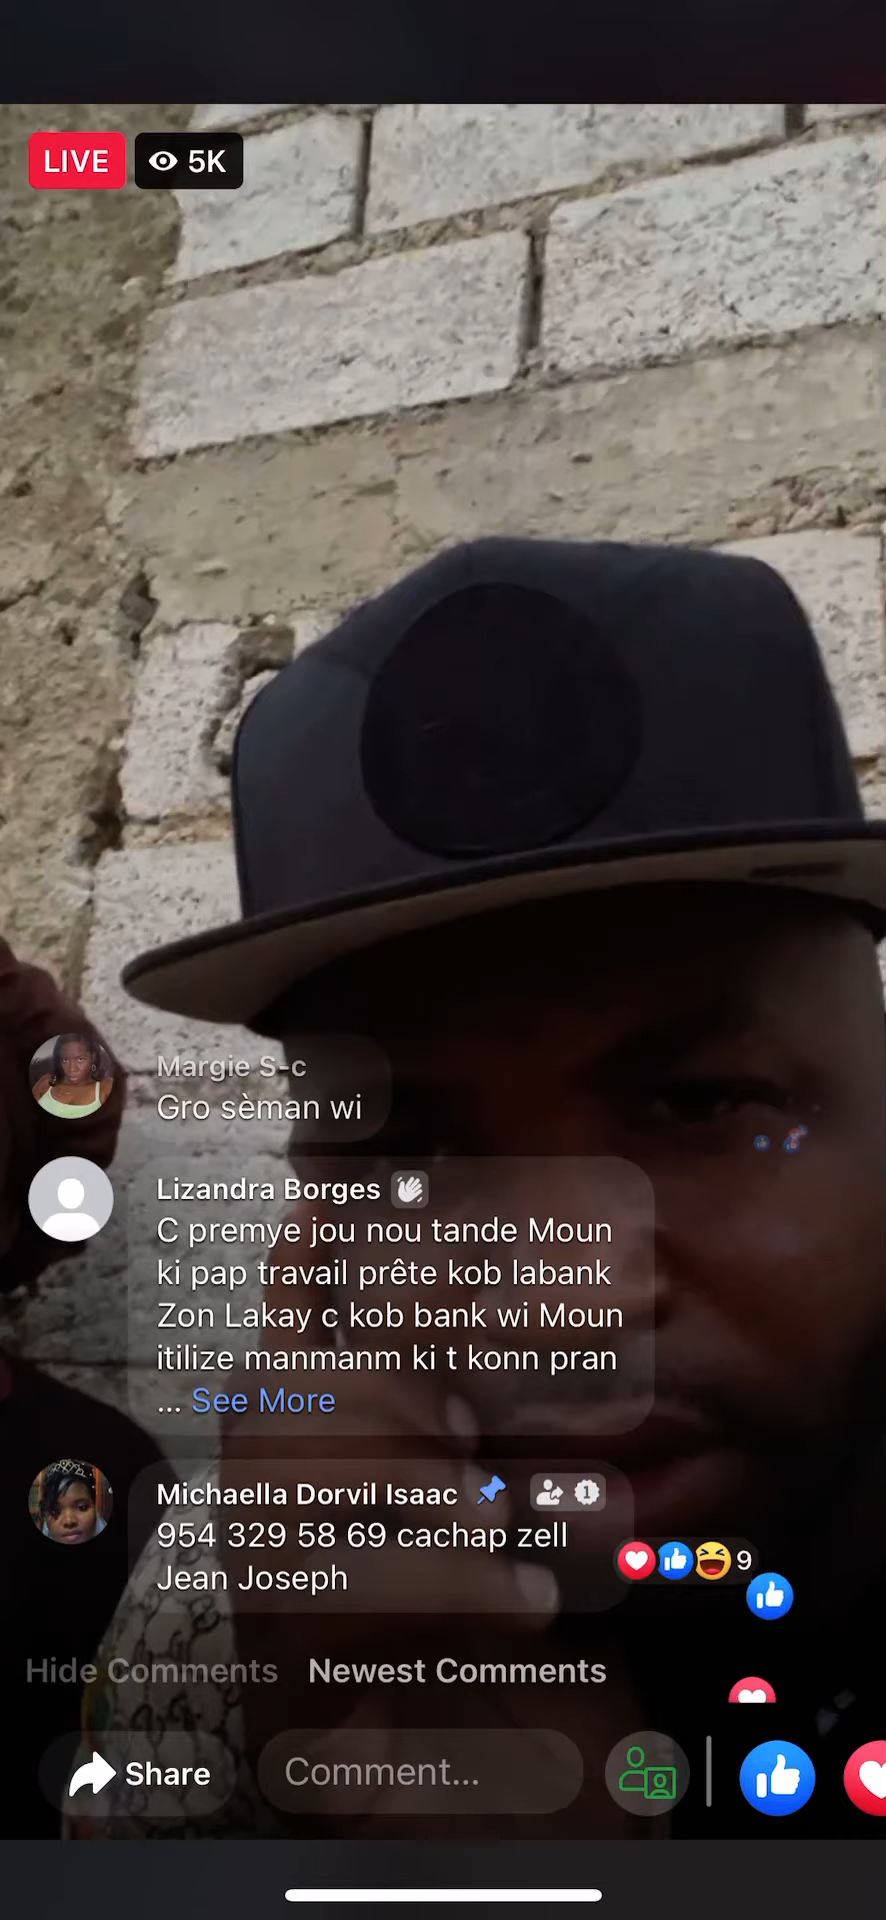 LIVE
5K
Margie S-c
Gro sèman wi
Lizandra Borges
C premye jou nou tande Moun
ki pap travail prête kob labank
Zon Lakay c kob bank wi Moun
itilize manmanm ki t konn pran
... See More
Michaella Dorvil Isaac
1
954 329 58 69 cachap zell
Jean Joseph
9
Hide Comments
Newest Comments
Share
Comment...